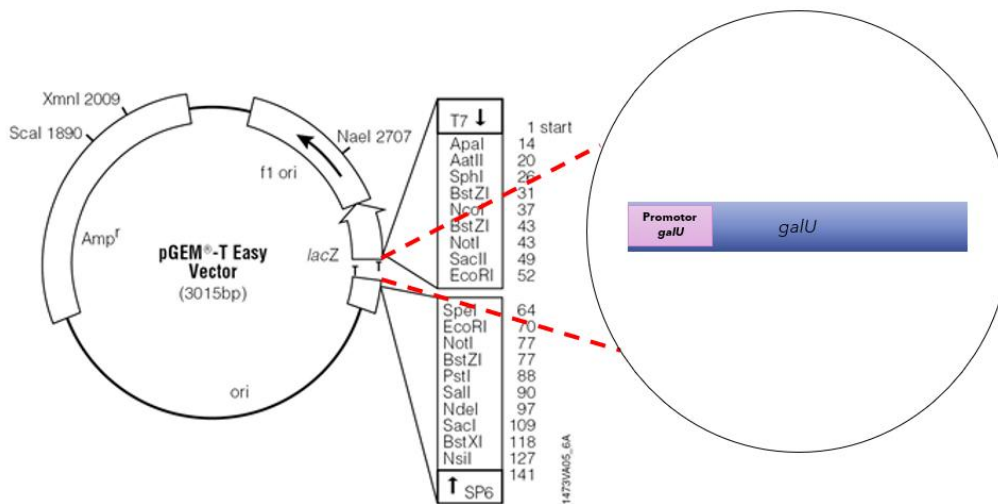 XmnI 2009
ScaI 1890
NaeI 2707
f1 ori
Ampʳ
pGEM®-T Easy
Vector
(3015bp)
lacZ
T T
ori
T7 ↓
1 start
ApaI 14
AatII 20
SphI 26
BstZI 31
NcoI 37
BstZI 43
NotI 43
SacII 49
EcoRI 52
SpeI 64
EcoRI 70
NotI 77
BstZI 77
PstI 88
SalI 90
NdeI 97
SacI 109
BstXI 118
NsiI 127
141
↑ SP6
1473VA05_6A
Promotor
galU
galU